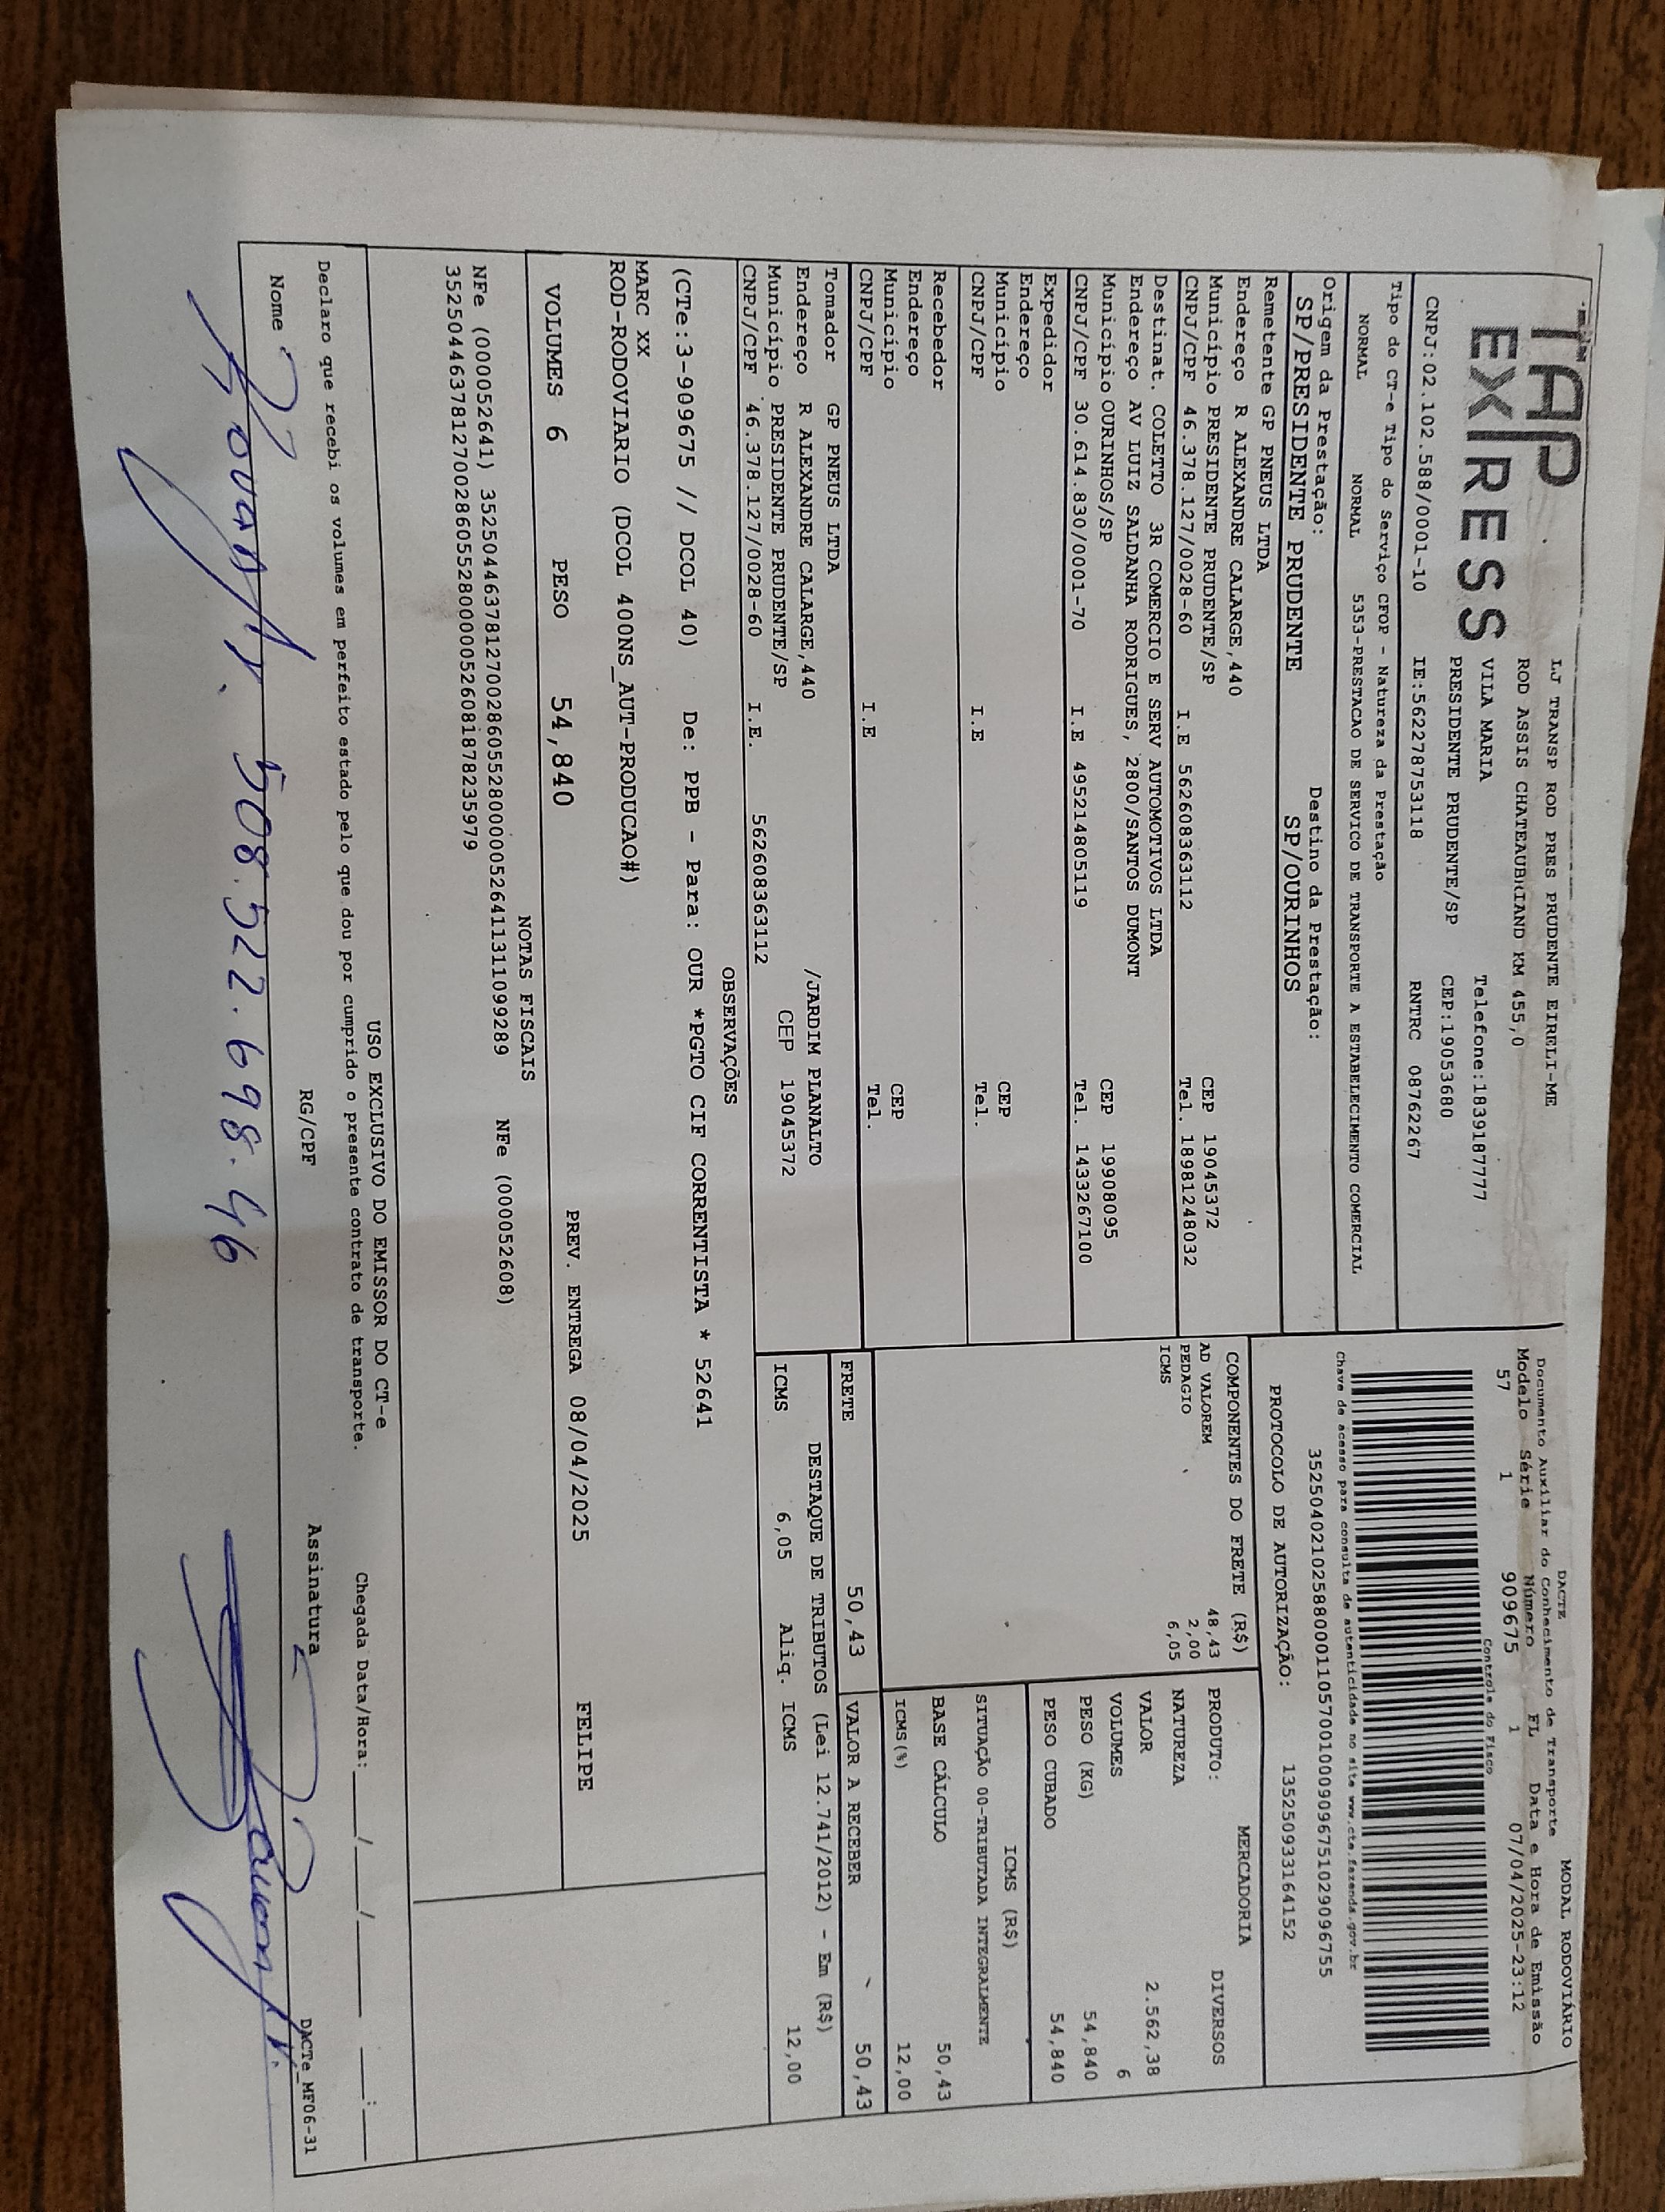 TAP
EXPRESS
LJ TRANSP ROD PRES PRUDENTE EIRELI-ME
ROD ASSIS CHATEAUBRIAND KM 455,0
VILA MARIA Telefone:1839187777
PRESIDENTE PRUDENTE/SP CEP:19053680
CNPJ:02.102.588/0001-10 IE:562278753118 RNTRC 08762267
Tipo do CT-e Tipo do Serviço CFOP - Natureza da Prestação
NORMAL NORMAL 5353-PRESTACAO DE SERVICO DE TRANSPORTE A ESTABELECIMENTO COMERCIAL
Origem da Prestação: Destino da Prestação:
SP/PRESIDENTE PRUDENTE SP/OURINHOS
DACTE MODAL RODOVIÁRIO
Documento Auxiliar do Conhecimento de Transporte
Modelo Série Número FL Data e Hora de Emissão
57 1 909675 1 07/04/2025-23:12
Controle do Fisco
Chave de acesso para consulta de autenticidade no site www.cte.fazenda.gov.br
35250402102588000110570010009096751029096755
PROTOCOLO DE AUTORIZAÇÃO: 135250933164152
Remetente GP PNEUS LTDA
Endereço R ALEXANDRE CALARGE,440
Município PRESIDENTE PRUDENTE/SP CEP 19045372
CNPJ/CPF 46.378.127/0028-60 I.E 562608363112 Tel. 18981248032
Destinat. COLETTO 3R COMERCIO E SERV AUTOMOTIVOS LTDA
Endereço AV LUIZ SALDANHA RODRIGUES, 2800/SANTOS DUMONT
Município OURINHOS/SP CEP 19908095
CNPJ/CPF 30.614.830/0001-70 I.E 495214805119 Tel. 1433267100
Expedidor
Endereço
Município CEP
CNPJ/CPF I.E Tel.
Recebedor
Endereço
Município CEP
CNPJ/CPF I.E Tel.
Tomador GP PNEUS LTDA
Endereço R ALEXANDRE CALARGE,440 /JARDIM PLANALTO
Município PRESIDENTE PRUDENTE/SP CEP 19045372
CNPJ/CPF 46.378.127/0028-60 I.E. 562608363112
COMPONENTES DO FRETE (R$)
AD VALOREM 48,43
PEDAGIO 2,00
ICMS 6,05
MERCADORIA
PRODUTO: DIVERSOS
NATUREZA
VALOR 2.562,38
VOLUMES 6
PESO (KG) 54,840
PESO CUBADO 54,840
ICMS (R$)
SITUAÇÃO 00-TRIBUTADA INTEGRALMENTE
BASE CÁLCULO 50,43
ICMS(%) 12,00
FRETE 50,43 VALOR A RECEBER 50,43
DESTAQUE DE TRIBUTOS (Lei 12.741/2012) - Em (R$)
ICMS 6,05 Aliq. ICMS 12,00
OBSERVAÇÕES
(CTe:3-909675 // DCOL 40) De: PPB - Para: OUR *PGTO CIF CORRENTISTA * 52641
MARC XX
ROD-RODOVIARIO (DCOL 400NS_AUT-PRODUCAO#)
VOLUMES 6 PESO 54,840 PREV. ENTREGA 08/04/2025 FELIPE
NOTAS FISCAIS
NFe (000052641) 35250446378127002860552800000526411311099289 NFe (000052608)
35250446378127002860552800000526081878235979
USO EXCLUSIVO DO EMISSOR DO CT-e
Declaro que recebi os volumes em perfeito estado pelo que dou por cumprido o presente contrato de transporte. Chegada Data/Hora: ___/___/_____ ___:___
Nome RG/CPF Assinatura DACTe_MF06-31
508.522.698.46